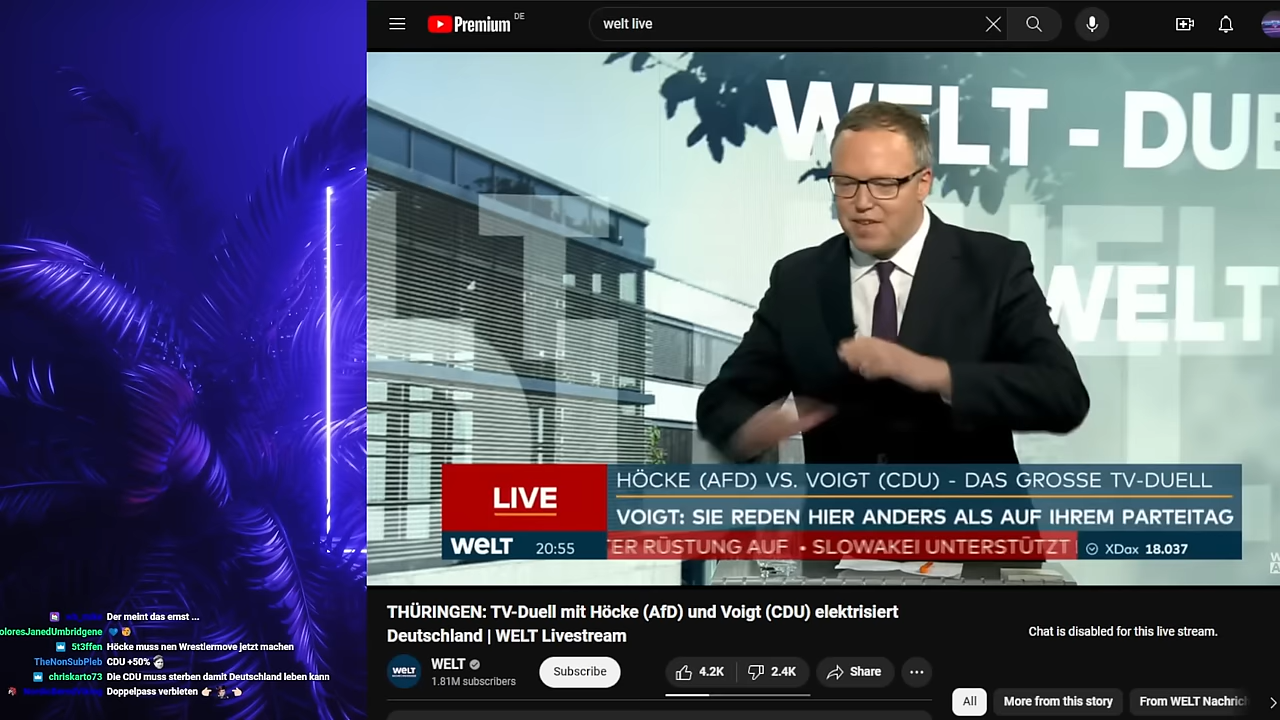 Premium DE
welt live
WELT - DUE
WELT
LIVE
HÖCKE (AFD) VS. VOIGT (CDU) - DAS GROSSE TV-DUELL
VOIGT: SIE REDEN HIER ANDERS ALS AUF IHREM PARTEITAG
WELT 20:55
ER RÜSTUNG AUF • SLOWAKEI UNTERSTÜTZT
XDax 18.037
THÜRINGEN: TV-Duell mit Höcke (AfD) und Voigt (CDU) elektrisiert
Deutschland | WELT Livestream
Chat is disabled for this live stream.
WELT
1.81M subscribers
Subscribe
4.2K
2.4K
Share
All
More from this story
From WELT Nachric
Der meint das ernst ...
oloresJanedUmbridgene
5t3ffen Höcke muss nen Wrestlermove jetzt machen
TheNonSubPleb CDU +50%
chriskarto73 Die CDU muss sterben damit Deutschland leben kann
Doppelpass verbieten